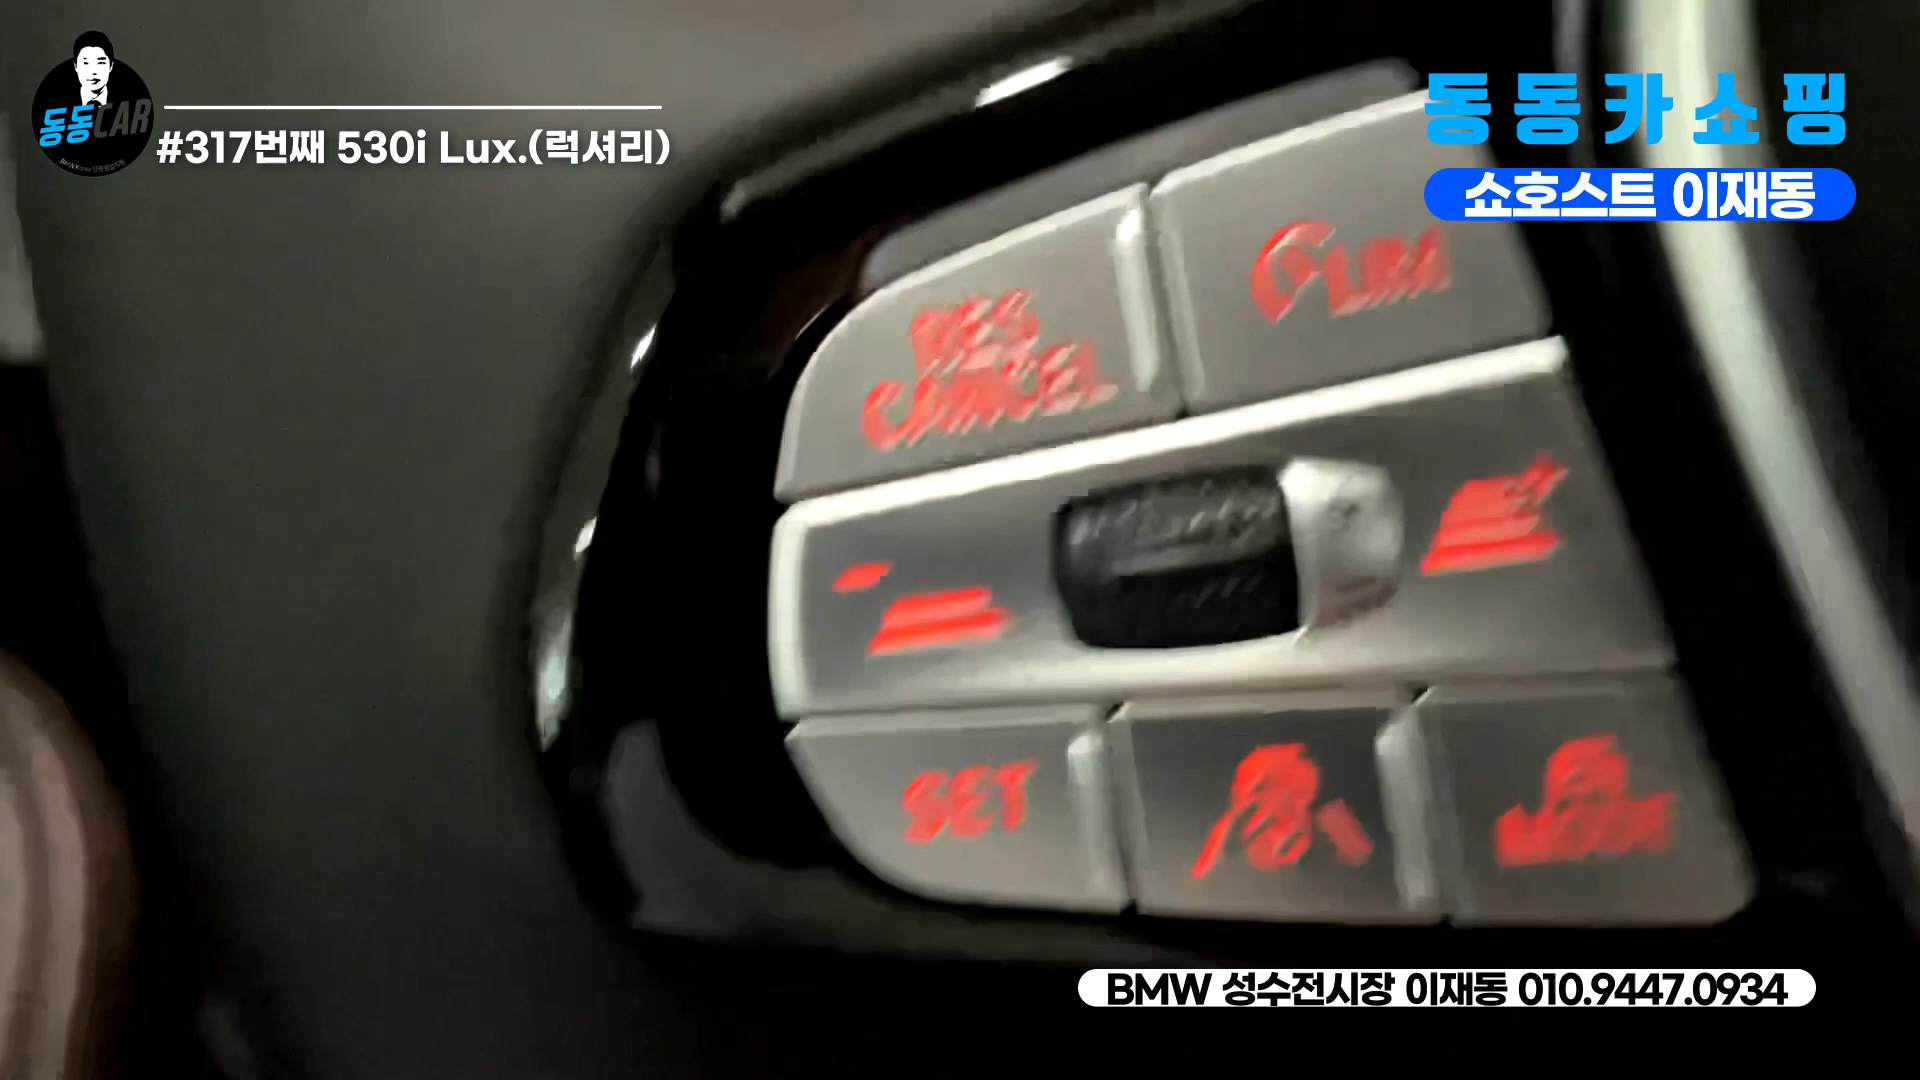 동동CAR
#317번째 530i Lux.(럭셔리)
동동카쇼핑
쇼호스트 이재동
RES
CANCEL
LIM
SET
BMW 성수전시장 이재동 010.9447.0934